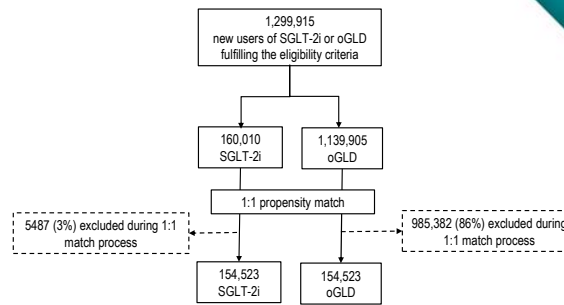 1,299,915
new users of SGLT-2i or oGLD
fulfilling the eligibility criteria
160,010
SGLT-2i
1,139,905
oGLD
1:1 propensity match
5487 (3%) excluded during 1:1
match process
985,382 (86%) excluded during
1:1 match process
154,523
SGLT-2i
154,523
oGLD